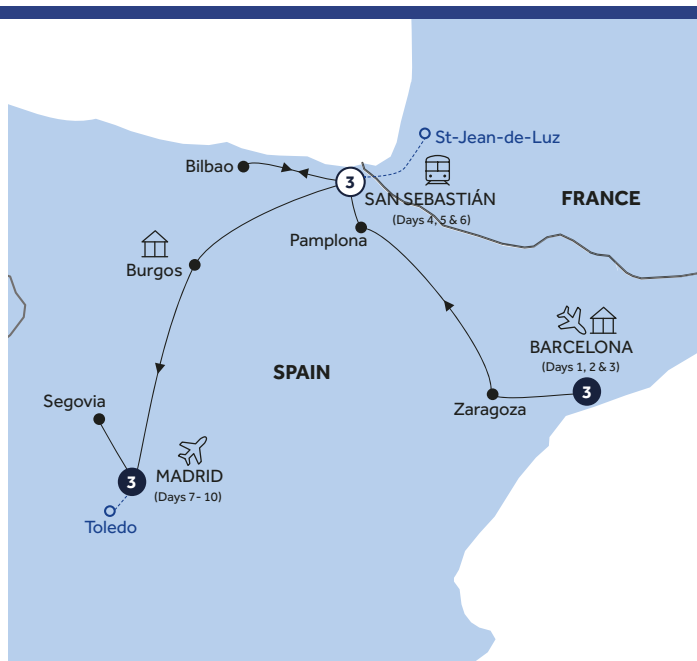 St-Jean-de-Luz
Bilbao
3
SAN SEBASTIÁN
(Days 4, 5 & 6)
FRANCE
Pamplona
Burgos
BARCELONA
(Days 1, 2 & 3)
3
SPAIN
Zaragoza
Segovia
3
MADRID
(Days 7- 10)
Toledo